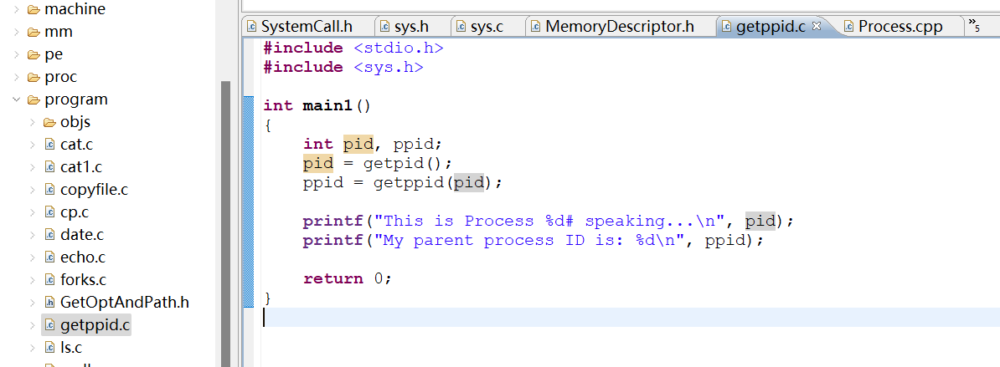 machine
mm
pe
proc
program
objs
cat.c
cat1.c
copyfile.c
cp.c
date.c
echo.c
forks.c
GetOptAndPath.h
getppid.c
ls.c
SystemCall.h
sys.h
sys.c
MemoryDescriptor.h
getppid.c
Process.cpp
»5
#include <stdio.h>
#include <sys.h>
int main1()
{
int pid, ppid;
pid = getpid();
ppid = getppid(pid);
printf("This is Process %d# speaking...\n", pid);
printf("My parent process ID is: %d\n", ppid);
return 0;
}